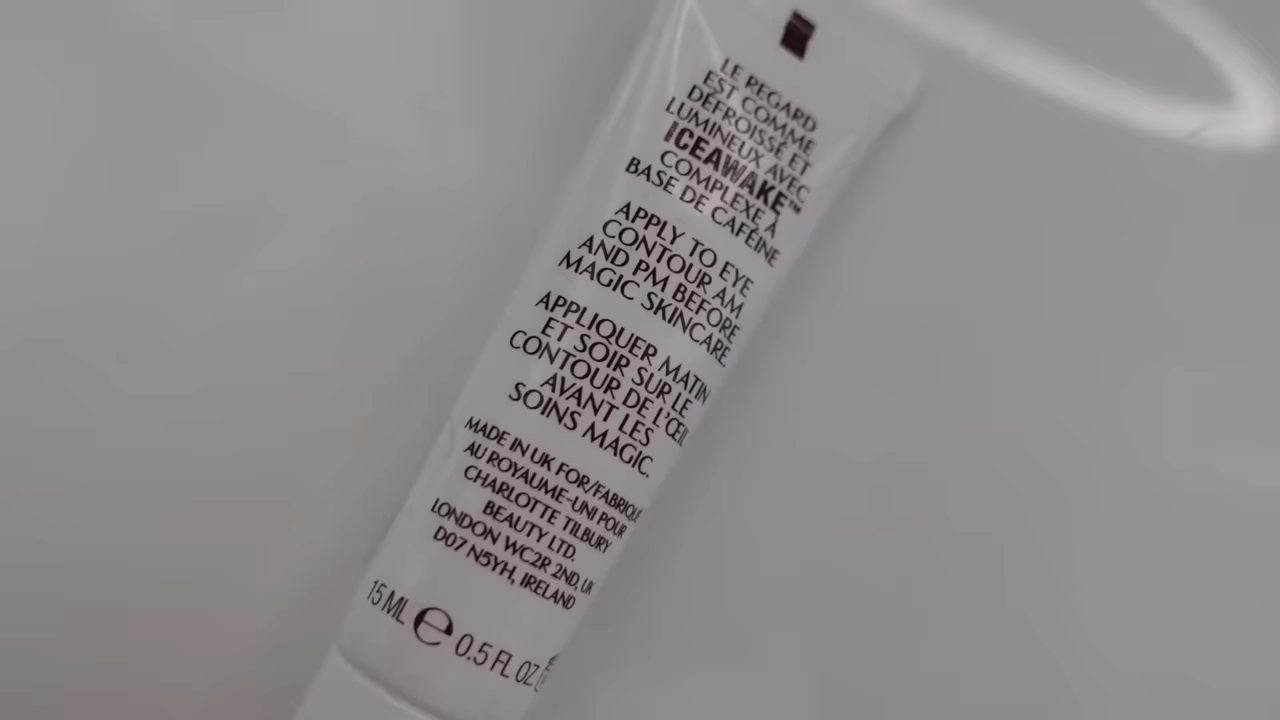 LE REGARD
EST COMME
DÉFROISSÉ ET
LUMINEUX AVEC
ICEAWAKE™
COMPLEXE À
BASE DE CAFÉINE
APPLY TO EYE
CONTOUR AM
AND PM BEFORE
MAGIC SKINCARE.
APPLIQUER MATIN
ET SOIR SUR LE
CONTOUR DE L'ŒIL
AVANT LES
SOINS MAGIC.
MADE IN UK FOR/FABRIQUÉ
AU ROYAUME-UNI POUR
CHARLOTTE TILBURY
BEAUTY LTD.
LONDON WC2R 2ND, UK
D07 N5YH, IRELAND
15 ML ℮ 0.5 FL OZ